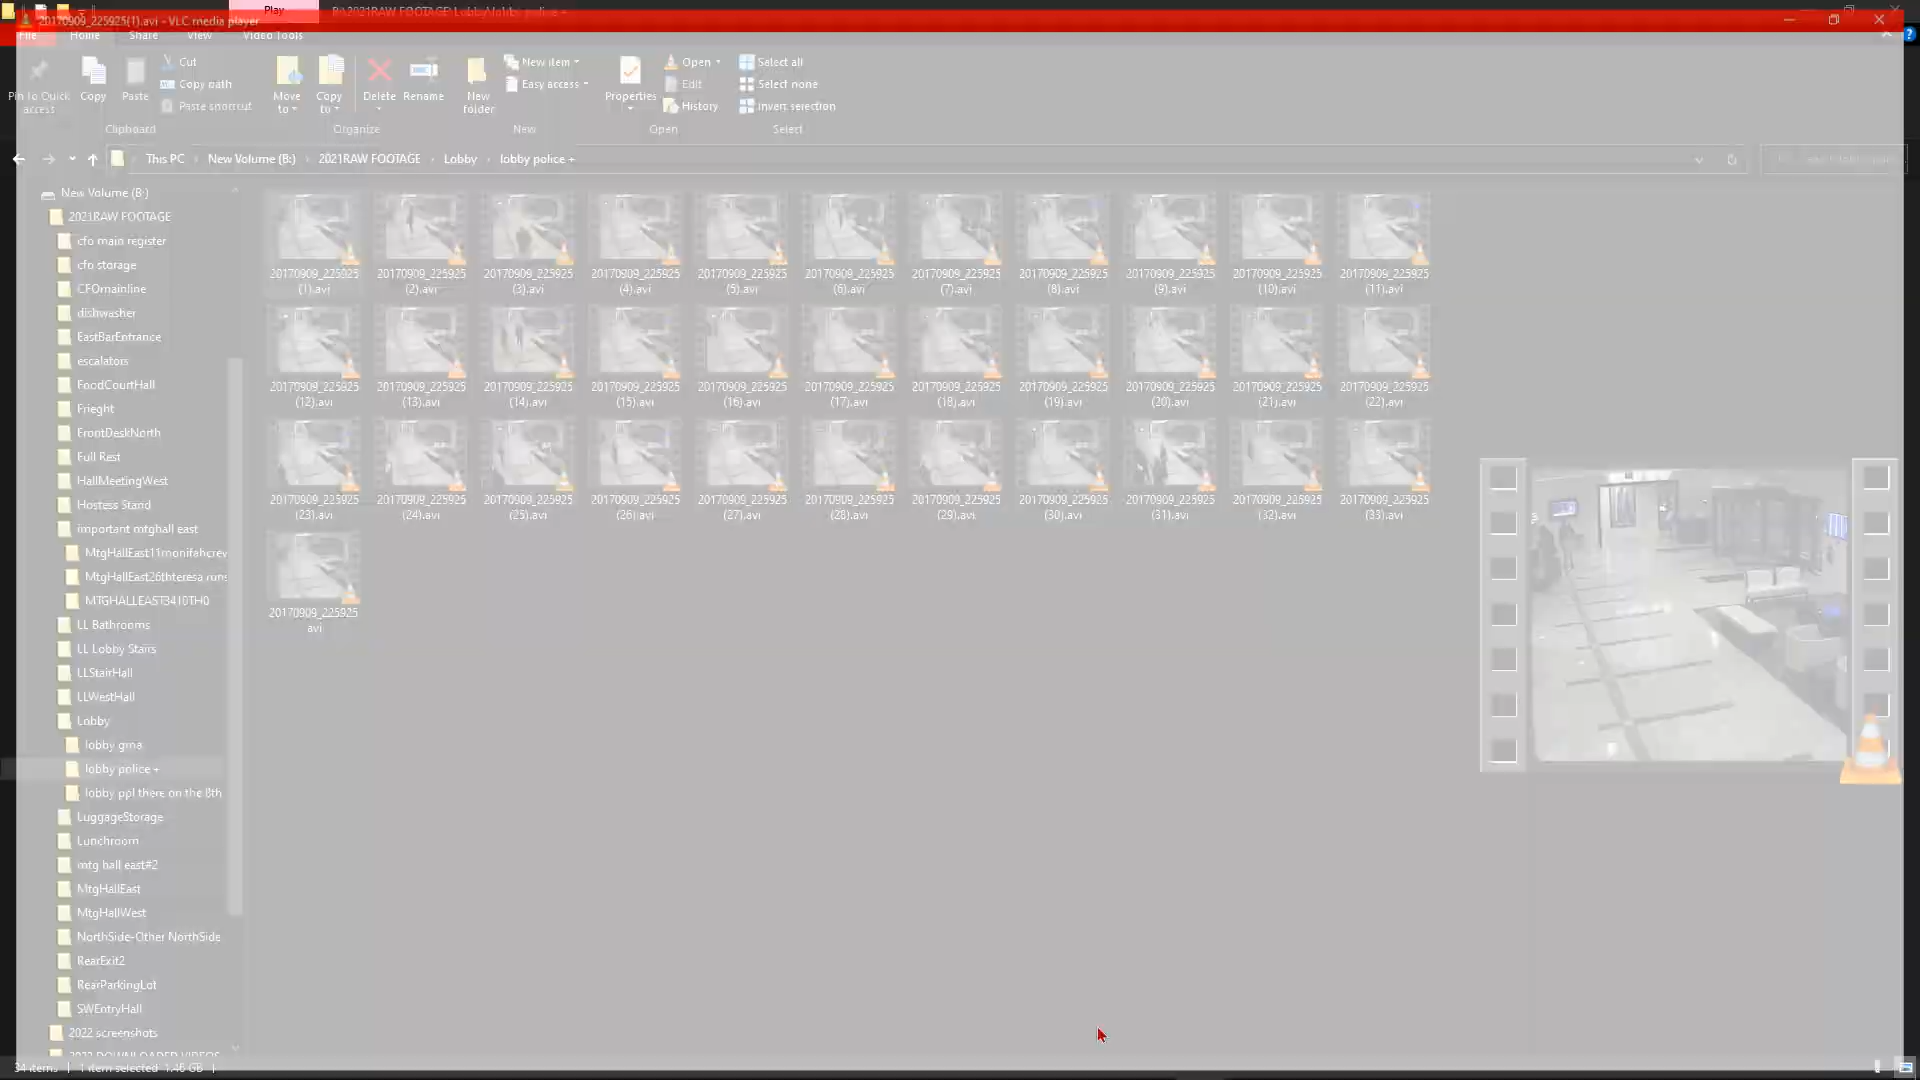 20170909_225925(1).avi - VLC media player
Play
File Home Share View Video Tools
Pin to Quick access
Copy
Paste
Cut
Copy path
Paste shortcut
Clipboard
Move to
Copy to
Delete
Rename
Organize
New folder
New item
Easy access
New
Properties
Open
Edit
History
Open
Select all
Select none
Invert selection
Select
This PC New Volume (B:) 2021RAW FOOTAGE Lobby lobby police +
New Volume (B:)
2021RAW FOOTAGE
cfo main register
cfo storage
CFOmainline
dishwasher
EastBarEntrance
escalators
FoodCourtHall
Frieght
FrontDeskNorth
Full Rest
HallMeetingWest
Hostess Stand
important mtghall east
MtgHallEast11monifahcrew
MtgHallEast26thteresa runs
MTGHALLEAST3410TH0
LL Bathrooms
LL Lobby Stairs
LLStairHall
LLWestHall
Lobby
lobby gma
lobby police +
lobby ppl there on the 8th
LuggageStorage
Lunchroom
mtg hall east#2
MtgHallEast
MtgHallWest
NorthSide-Other NorthSide
RearExit2
RearParkingLot
SWEntryHall
2022 screenshots
2022 DOWNLOADED VIDEOS
20170909_225925 (1).avi
20170909_225925 (2).avi
20170909_225925 (3).avi
20170909_225925 (4).avi
20170909_225925 (5).avi
20170909_225925 (6).avi
20170909_225925 (7).avi
20170909_225925 (8).avi
20170909_225925 (9).avi
20170909_225925 (10).avi
20170909_225925 (11).avi
20170909_225925 (12).avi
20170909_225925 (13).avi
20170909_225925 (14).avi
20170909_225925 (15).avi
20170909_225925 (16).avi
20170909_225925 (17).avi
20170909_225925 (18).avi
20170909_225925 (19).avi
20170909_225925 (20).avi
20170909_225925 (21).avi
20170909_225925 (22).avi
20170909_225925 (23).avi
20170909_225925 (24).avi
20170909_225925 (25).avi
20170909_225925 (26).avi
20170909_225925 (27).avi
20170909_225925 (28).avi
20170909_225925 (29).avi
20170909_225925 (30).avi
20170909_225925 (31).avi
20170909_225925 (32).avi
20170909_225925 (33).avi
20170909_225925 .avi
34 items 1 item selected 1.46 GB